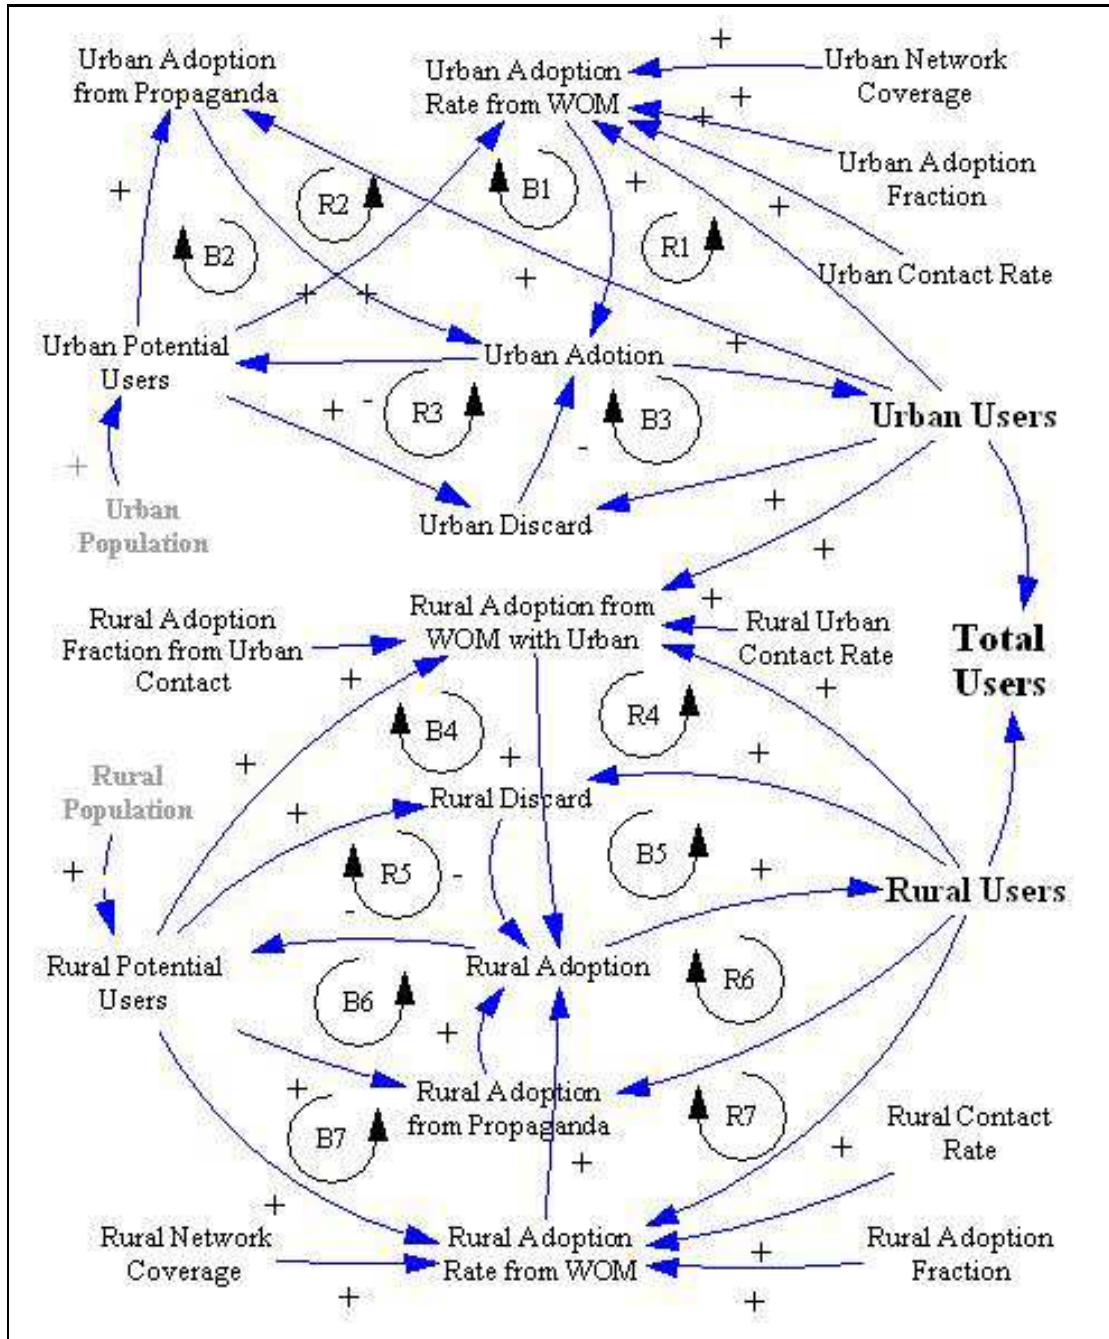 Urban Adoption
from Propaganda
Urban Adoption
Rate from WOM
+
Urban Network
Coverage
+
+
Urban Adoption
Fraction
+
R2
B1
+
+
R1
B2
Urban Contact Rate
+
+
+
Urban Potential
Users
Urban Adotion
+
+
-
R3
B3
-
Urban Users
+
Urban
Population
Urban Discard
+
+
Rural Adoption
Fraction from Urban
Contact
Rural Adoption from
WOM with Urban
+
Rural Urban
Contact Rate
Total
Users
+
+
B4
R4
Rural
Population
+
+
+
Rural Discard
+
+
R5
-
B5
+
-
Rural Users
Rural Potential
Users
Rural Adoption
B6
R6
+
+
Rural Adoption
from Propaganda
B7
R7
Rural Contact
Rate
+
+
+
Rural Network
Coverage
Rural Adoption
Rate from WOM
+
Rural Adoption
Fraction
+
+